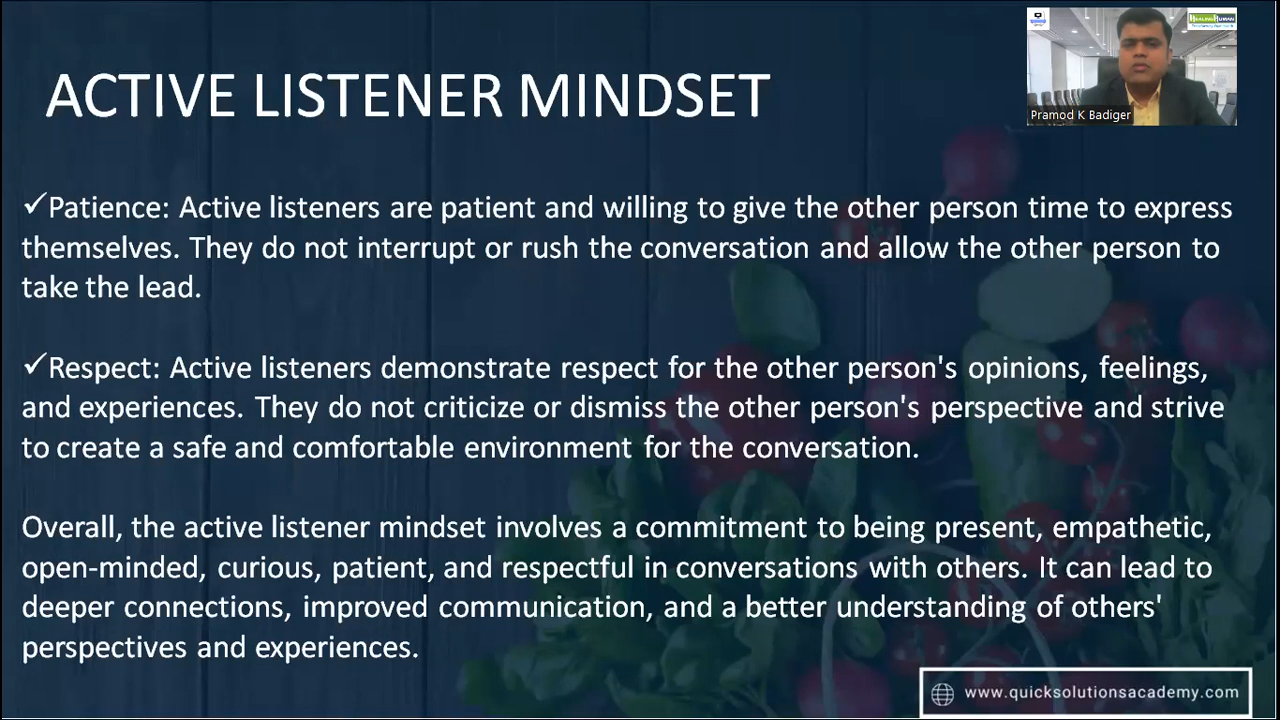 ACTIVE LISTENER MINDSET
HEALINGHUMAN
Pramod K Badiger
✓Patience: Active listeners are patient and willing to give the other person time to express
themselves. They do not interrupt or rush the conversation and allow the other person to
take the lead.
✓Respect: Active listeners demonstrate respect for the other person's opinions, feelings,
and experiences. They do not criticize or dismiss the other person's perspective and strive
to create a safe and comfortable environment for the conversation.
Overall, the active listener mindset involves a commitment to being present, empathetic,
open-minded, curious, patient, and respectful in conversations with others. It can lead to
deeper connections, improved communication, and a better understanding of others'
perspectives and experiences.
www.quicksolutionsacademy.com